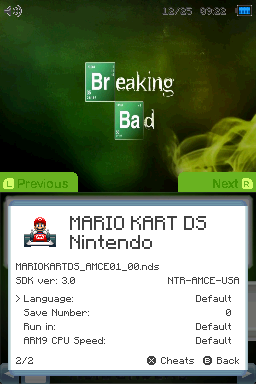 12/25 09:22
Breaking
Bad
L Previous
Next R
MARIO KART DS
Nintendo
MARIOKARTDS_AMCE01_00.nds
SDK ver: 3.0 NTR-AMCE-USA
> Language: Default
Save Number: 0
Run in: Default
ARM9 CPU Speed: Default
2/2 X Cheats B Back